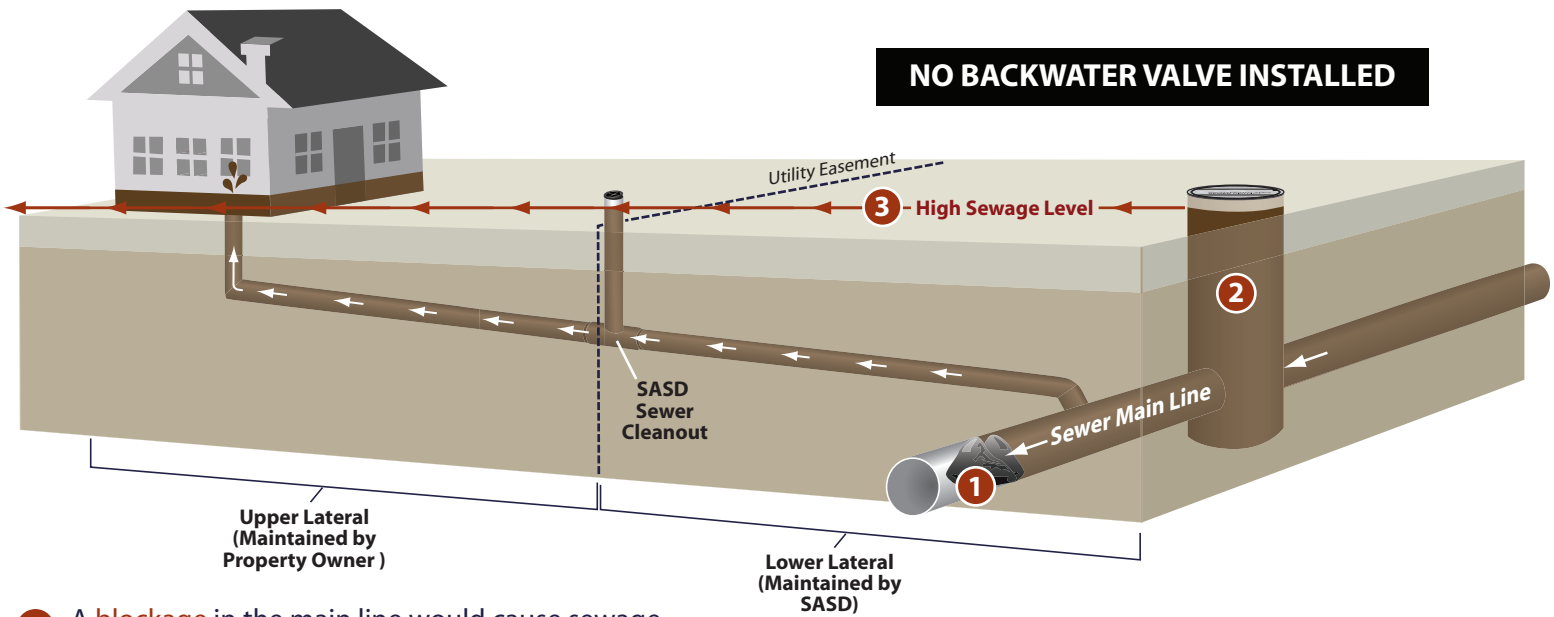 NO BACKWATER VALVE INSTALLED
Utility Easement
3 High Sewage Level
2
SASD
Sewer
Cleanout
Sewer Main Line
1
Upper Lateral
(Maintained by
Property Owner )
Lower Lateral
(Maintained by
SASD)
A blockage in the main line would cause sewage